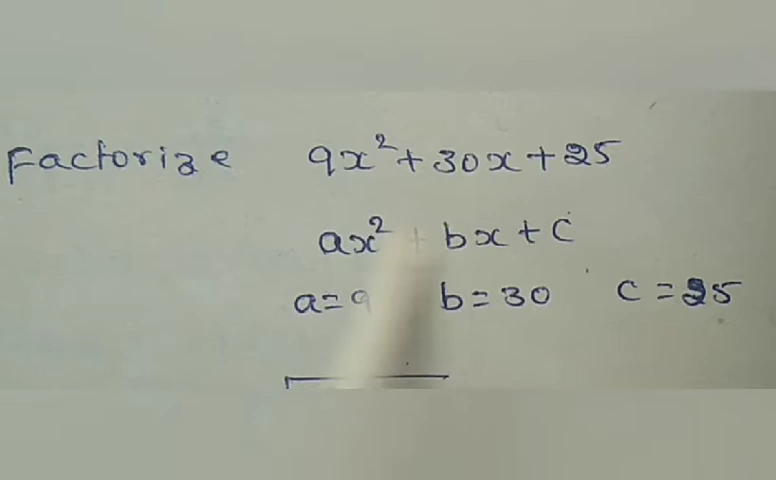 Factorize 9x² + 30x + 25
ax² + bx + c
a = 9 b = 30 c = 25